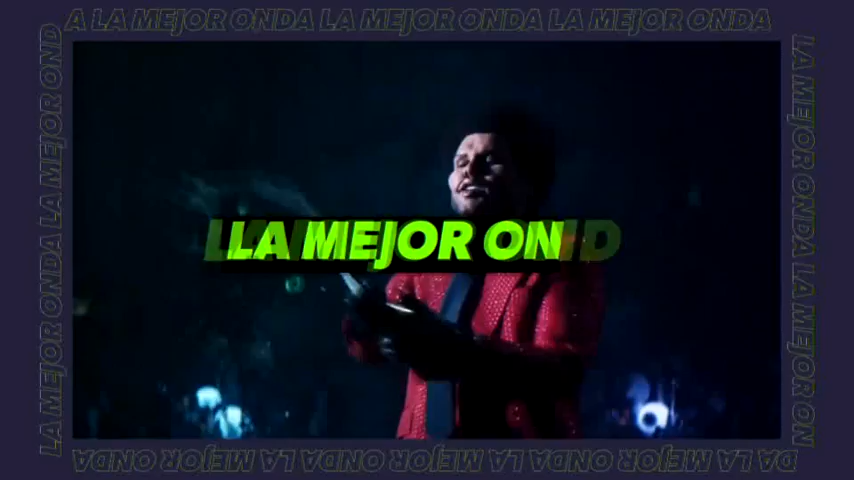 A LA MEJOR ONDA LA MEJOR ONDA LA MEJOR ONDA
LA MEJOR ONDA LA MEJOR OND
LA MEJOR ON
LA MEJOR ONDA LA MEJOR ON
DA LA MEJOR ONDA LA MEJOR ONDA LA MEJOR ONDA